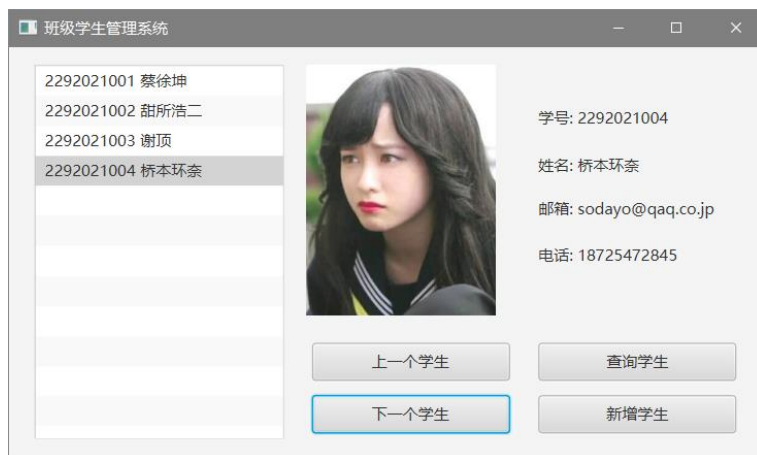 班级学生管理系统
2292021001 蔡徐坤
2292021002 甜所浩二
2292021003 谢顶
2292021004 桥本环奈
学号: 2292021004
姓名: 桥本环奈
邮箱: sodayo@qaq.co.jp
电话: 18725472845
上一个学生
查询学生
下一个学生
新增学生